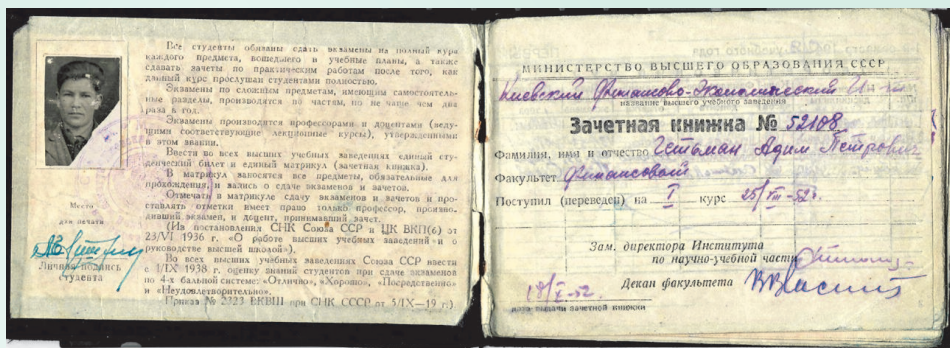 Все студенты обязаны сдать экзамены за полный курс
каждого предмета, вошедшего в учебные планы, а также
сдавать зачеты по практическим работам после того, как
данный курс прослушан студентами полностью.
Экзамены по сложным предметам, имеющим самостоятель-
ные разделы, производятся по частям, но не чаще чем два
раза в год.
Экзамены производятся профессорами и доцентами (веду-
щими соответствующие лекционные курсы), утвержденными
в этом звании.
Ввести во всех высших учебных заведениях единый сту-
денческий билет и единый матрикул (зачетная книжка).
В матрикул заносятся все предметы, обязательные для
прохождения, и запись о сдаче экзаменов и зачетов.
Отмечать в матрикуле сдачу экзаменов и зачетов и про-
ставлять отметки имеет право только профессор, произво-
дивший экзамен, и доцент, принимавший зачет.
(Из постановления СНК Союза ССР и ЦК ВКП(б) от
23/VI 1936 г. «О работе высших учебных заведений и о
руководстве высшей школой»).
Во всех высших учебных заведениях Союза ССР ввести
с 1/IX 1938 г. оценку знаний студентов при сдаче экзаменов
по 4-х бальной системе: «Отлично», «Хорошо», «Посредственно»
и «Неудовлетворительно».
(Приказ № 2323 ВКВШ при СНК СССР от 5/IX—19 г.)
Место
для печати
Личная подпись
студента
МИНИСТЕРСТВО ВЫСШЕГО ОБРАЗОВАНИЯ СССР
Киевский Финансово-Экономический Ин-т
название высшего учебного заведения
Зачетная книжка № 52108
Фамилия, имя и отчество Гетьман Адим Петрович
Факультет Финансовый
Поступил (переведен) на I курс 25/VIII-52г.
Зам. директора Института
по научно-учебной части
Декан факультета
18/X-52.
дата выдачи зачетной книжки